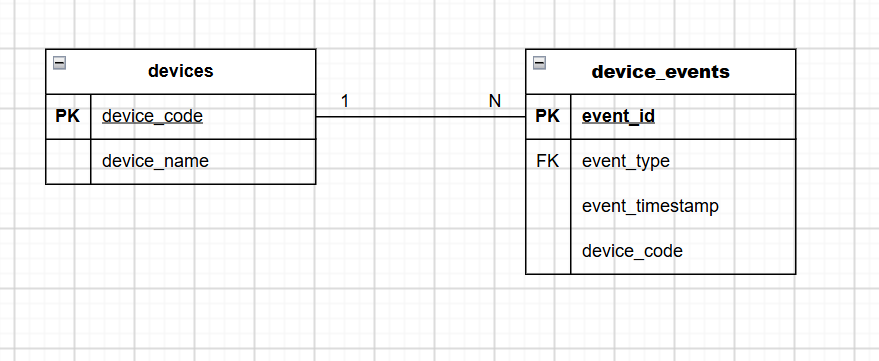 devices
PK device_code
device_name
1 N
device_events
PK event_id
FK event_type
event_timestamp
device_code